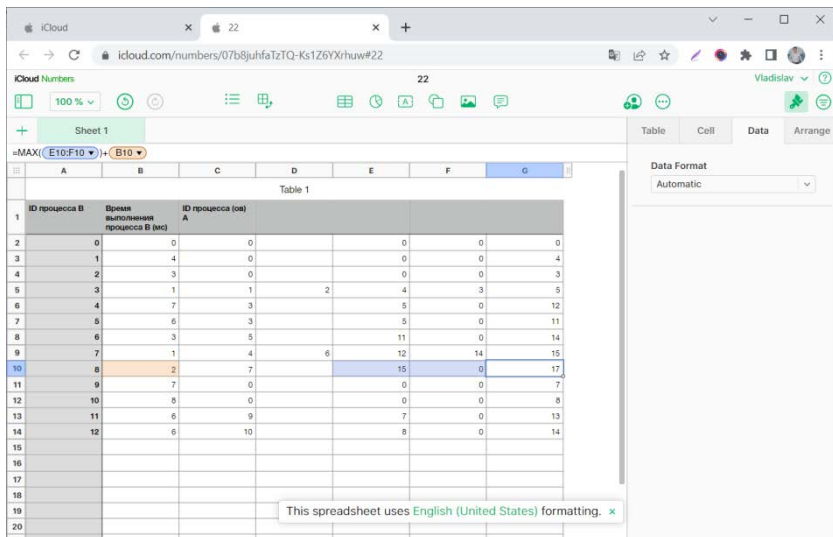 iCloud
22
icloud.com/numbers/07b8juhfaTzTQ-Ks1Z6YXrhuw#22
iCloud Numbers
22
Vladislav
100 %
Sheet 1
Table Cell Data Arrange
=MAX( E10:F10 )+ B10
Data Format
Automatic
A B C D E F G
Table 1
1 ID процесса B Время выполнения процесса B (мс) ID процесса (ов) A
2 0 0 0 0 0 0
3 1 4 0 0 0 4
4 2 3 0 0 0 3
5 3 1 1 2 4 3 5
6 4 7 3 5 0 12
7 5 6 3 5 0 11
8 6 3 5 11 0 14
9 7 1 4 6 12 14 15
10 8 2 7 15 0 17
11 9 7 0 0 0 7
12 10 8 0 0 0 8
13 11 6 9 7 0 13
14 12 6 10 8 0 14
15
16
17
18
19
20
This spreadsheet uses English (United States) formatting.